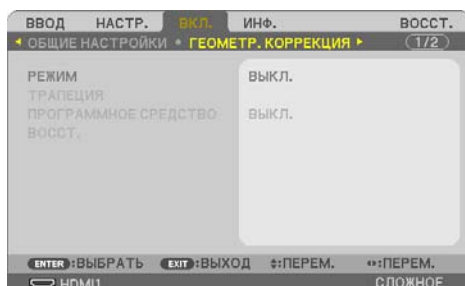 ВВОД НАСТР. ВКЛ. ИНФ. ВОССТ.
ОБЩИЕ НАСТРОЙКИ • ГЕОМЕТР. КОРРЕКЦИЯ (1/2)
РЕЖИМ ВЫКЛ.
ТРАПЕЦИЯ
ПРОГРАММНОЕ СРЕДСТВО ВЫКЛ.
ВОССТ.
ENTER :ВЫБРАТЬ EXIT :ВЫХОД :ПЕРЕМ. :ПЕРЕМ.
HDMI1 СЛОЖНОЕ